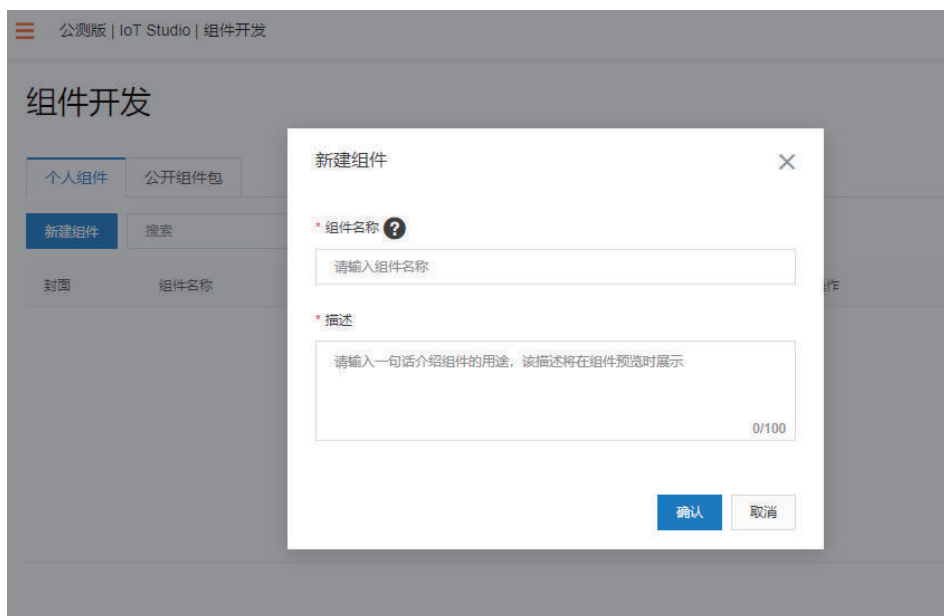 公测版 | IoT Studio | 组件开发
组件开发
个人组件 公开组件包
新建组件 搜索
封面 组件名称
新建组件
* 组件名称 ?
请输入组件名称
* 描述
请输入一句话介绍组件的用途，该描述将在组件预览时展示
0/100
确认 取消